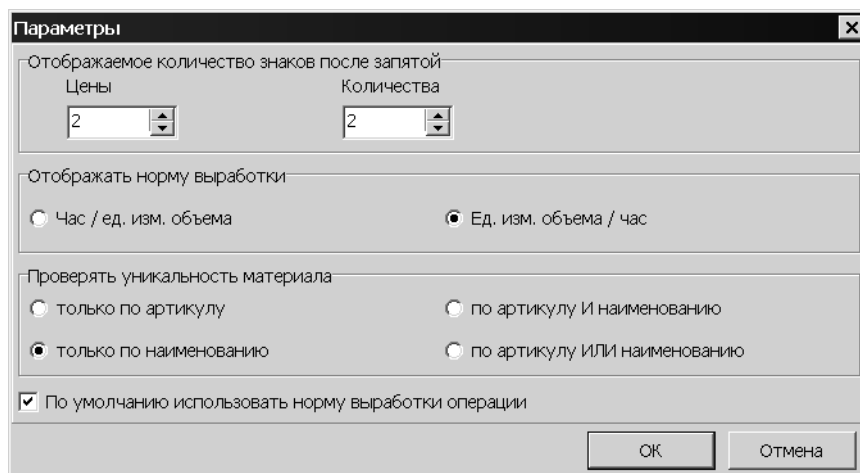 Параметры
Отображаемое количество знаков после запятой
Цены Количества
2 2
Отображать норму выработки
Час / ед. изм. объема Ед. изм. объема / час
Проверять уникальность материала
только по артикулу по артикулу И наименованию
только по наименованию по артикулу ИЛИ наименованию
По умолчанию использовать норму выработки операции
ОК Отмена